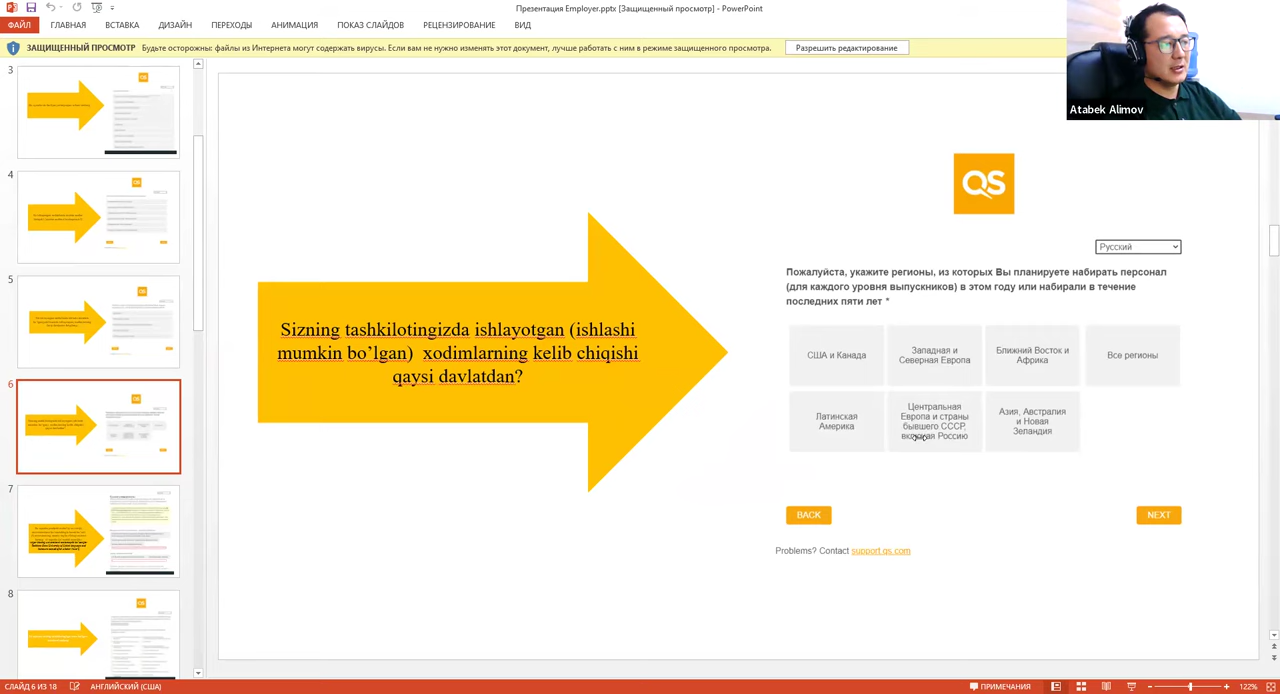 Презентация Employer.pptx [Защищенный просмотр] - PowerPoint
ФАЙЛ ГЛАВНАЯ ВСТАВКА ДИЗАЙН ПЕРЕХОДЫ АНИМАЦИЯ ПОКАЗ СЛАЙДОВ РЕЦЕНЗИРОВАНИЕ ВИД
ЗАЩИЩЕННЫЙ ПРОСМОТР Будьте осторожны: файлы из Интернета могут содержать вирусы. Если вам не нужно изменять этот документ, лучше работать с ним в режиме защищенного просмотра. Разрешить редактирование
Atabek Alimov
3
4
5
6
7
8
Sizning tashkilotingizda ishlayotgan (ishlashi
mumkin bo’lgan) xodimlarning kelib chiqishi
qaysi davlatdan?
QS
Русский
Пожалуйста, укажите регионы, из которых Вы планируете набирать персонал
(для каждого уровня выпускников) в этом году или набирали в течение
последних пяти лет *
США и Канада
Западная и
Северная Европа
Ближний Восток и
Африка
Все регионы
Латинская
Америка
Центральная
Европа и страны
бывшего СССР,
включая Россию
Азия, Австралия
и Новая
Зеландия
BACK
NEXT
Problems? Contact support qs.com
СЛАЙД 6 ИЗ 18 АНГЛИЙСКИЙ (США) ПРИМЕЧАНИЯ 122%